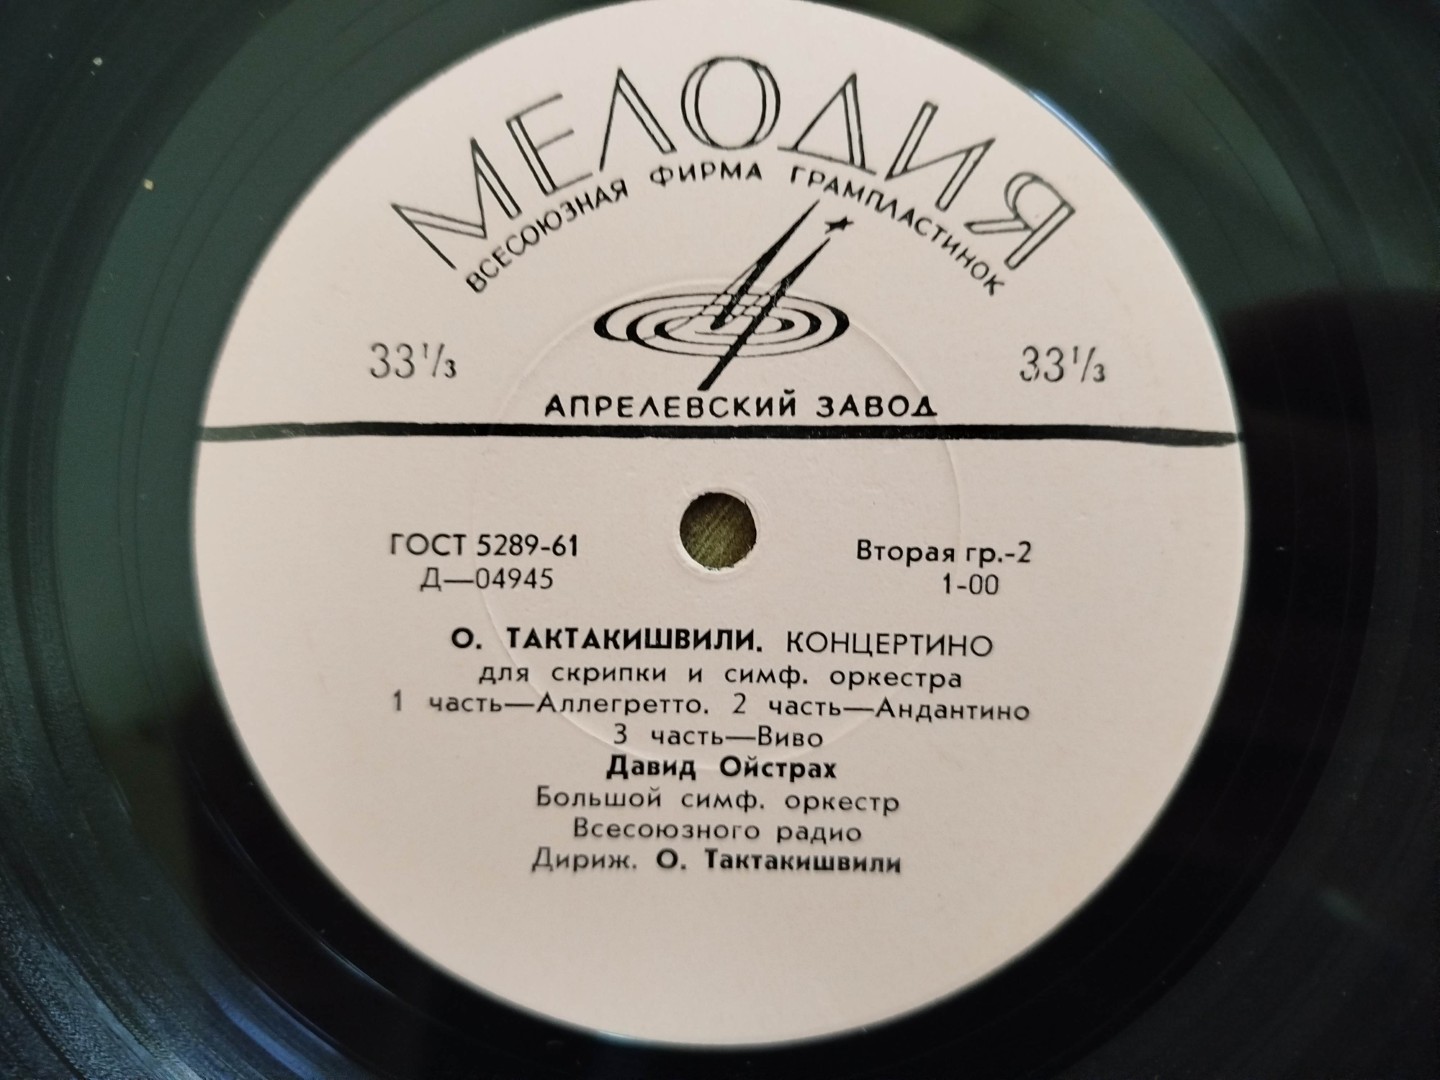 МЕЛОДИЯ
ВСЕСОЮЗНАЯ ФИРМА ГРАМПЛАСТИНОК
33⅓ 33⅓
АПРЕЛЕВСКИЙ ЗАВОД
ГОСТ 5289-61 Вторая гр.-2
Д—04945 1-00
О. ТАКТАКИШВИЛИ. КОНЦЕРТИНО
для скрипки и симф. оркестра
1 часть—Аллегретто. 2 часть—Андантино
3 часть—Виво
Давид Ойстрах
Большой симф. оркестр
Всесоюзного радио
Дириж. О. Тактакишвили